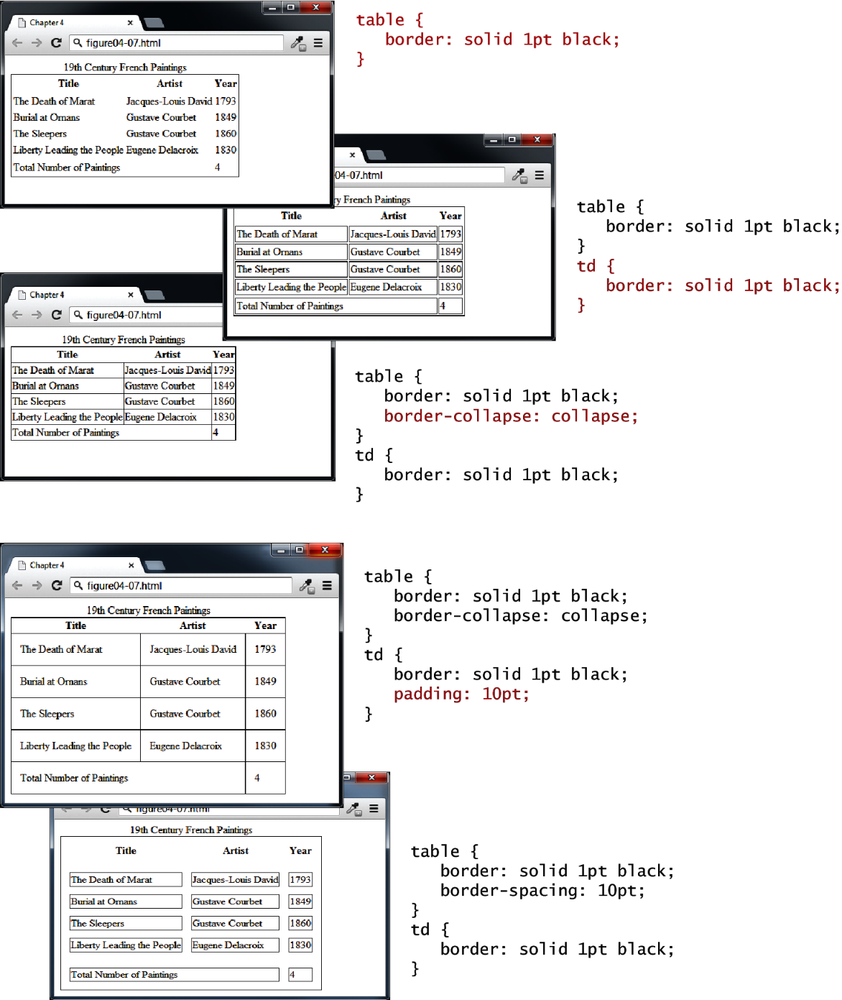 Chapter 4
figure04-07.html
19th Century French Paintings
Title Artist Year
The Death of Marat Jacques-Louis David 1793
Burial at Ornans Gustave Courbet 1849
The Sleepers Gustave Courbet 1860
Liberty Leading the People Eugene Delacroix 1830
Total Number of Paintings 4
table {
border: solid 1pt black;
}
04-07.html
ry French Paintings
Title Artist Year
The Death of Marat Jacques-Louis David 1793
Burial at Ornans Gustave Courbet 1849
The Sleepers Gustave Courbet 1860
Liberty Leading the People Eugene Delacroix 1830
Total Number of Paintings 4
table {
border: solid 1pt black;
}
td {
border: solid 1pt black;
}
Chapter 4
figure04-07.html
19th Century French Paintings
Title Artist Year
The Death of Marat Jacques-Louis David 1793
Burial at Ornans Gustave Courbet 1849
The Sleepers Gustave Courbet 1860
Liberty Leading the People Eugene Delacroix 1830
Total Number of Paintings 4
table {
border: solid 1pt black;
border-collapse: collapse;
}
td {
border: solid 1pt black;
}
Chapter 4
figure04-07.html
19th Century French Paintings
Title Artist Year
The Death of Marat Jacques-Louis David 1793
Burial at Ornans Gustave Courbet 1849
The Sleepers Gustave Courbet 1860
Liberty Leading the People Eugene Delacroix 1830
Total Number of Paintings 4
table {
border: solid 1pt black;
border-collapse: collapse;
}
td {
border: solid 1pt black;
padding: 10pt;
}
figure04-07.html
19th Century French Paintings
Title Artist Year
The Death of Marat Jacques-Louis David 1793
Burial at Ornans Gustave Courbet 1849
The Sleepers Gustave Courbet 1860
Liberty Leading the People Eugene Delacroix 1830
Total Number of Paintings 4
table {
border: solid 1pt black;
border-spacing: 10pt;
}
td {
border: solid 1pt black;
}